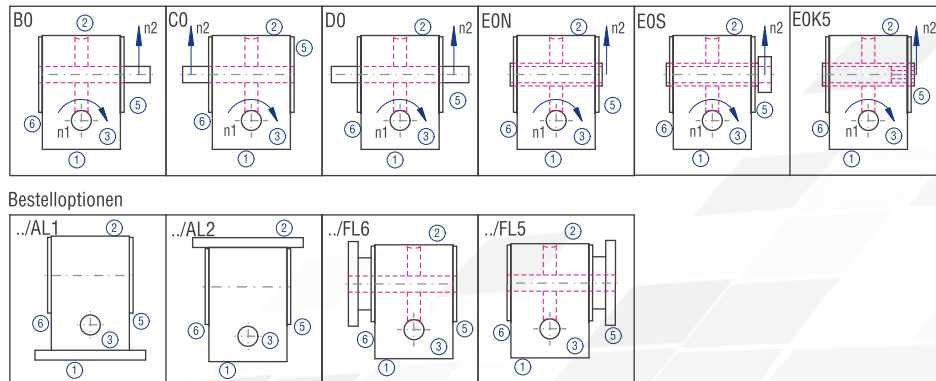 B0 C0 D0 E0N E0S E0K5
2 n2 n2 2 2 n2 2 n2 2 n2 2 n2
5
5 5 5 5 5
6 6 6 6 6 6
n1 3 n1 3 n1 3 n1 3 n1 3 n1 3
1 1 1 1 1 1
Bestelloptionen
../AL1 ../AL2 ../FL6 ../FL5
2 2 2 2
6 5 6 5 6 5 6 5
3 3 3 3
1 1 1 1